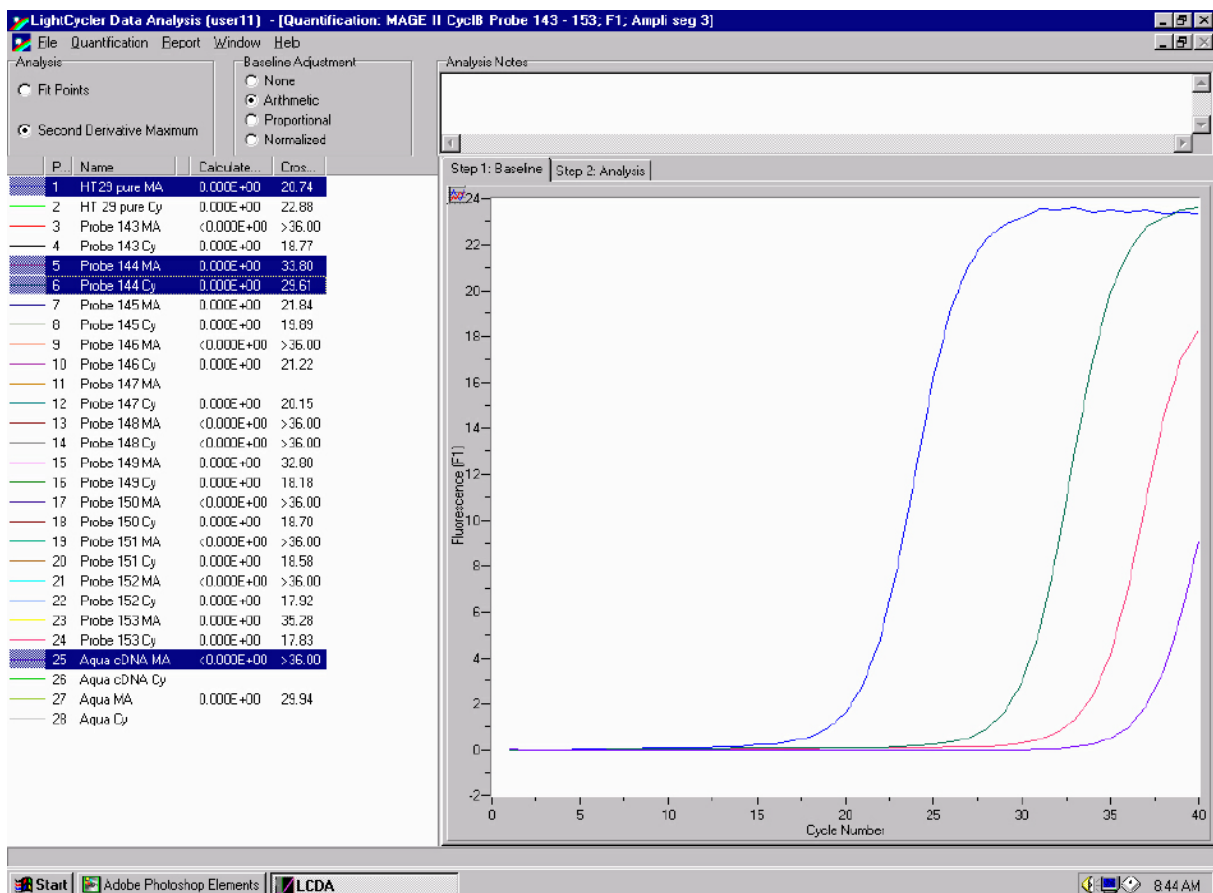 LightCycler Data Analysis (user11) - [Quantification: MAGE II CyclB Probe 143 - 153; F1; Ampli seg 3]
File Quantification Report Window Help
Analysis
Fit Points
Second Derivative Maximum
Baseline Adjustment
None
Arithmetic
Proportional
Normalized
Analysis Notes
P... Name Calculate... Cros...
1 HT29 pure MA 0.000E+00 20.74
2 HT 29 pure Cy 0.000E+00 22.88
3 Probe 143 MA <0.000E+00 >36.00
4 Probe 143 Cy 0.000E+00 18.77
5 Probe 144 MA 0.000E+00 33.80
6 Probe 144 Cy 0.000E+00 29.61
7 Probe 145 MA 0.000E+00 21.84
8 Probe 145 Cy 0.000E+00 19.89
9 Probe 146 MA <0.000E+00 >36.00
10 Probe 146 Cy 0.000E+00 21.22
11 Probe 147 MA
12 Probe 147 Cy 0.000E+00 20.15
13 Probe 148 MA <0.000E+00 >36.00
14 Probe 148 Cy <0.000E+00 >36.00
15 Probe 149 MA 0.000E+00 32.80
16 Probe 149 Cy 0.000E+00 18.18
17 Probe 150 MA <0.000E+00 >36.00
18 Probe 150 Cy 0.000E+00 18.70
19 Probe 151 MA <0.000E+00 >36.00
20 Probe 151 Cy 0.000E+00 18.58
21 Probe 152 MA <0.000E+00 >36.00
22 Probe 152 Cy 0.000E+00 17.92
23 Probe 153 MA 0.000E+00 35.28
24 Probe 153 Cy 0.000E+00 17.83
25 Aqua cDNA MA <0.000E+00 >36.00
26 Aqua cDNA Cy
27 Aqua MA 0.000E+00 29.94
28 Aqua Cy
Step 1: Baseline Step 2: Analysis
24
22
20
18
16
14
12
10
8
6
4
2
0
-2
Fluorescence (F1)
0 5 10 15 20 25 30 35 40
Cycle Number
Start Adobe Photoshop Elements LCDA 8:44 AM